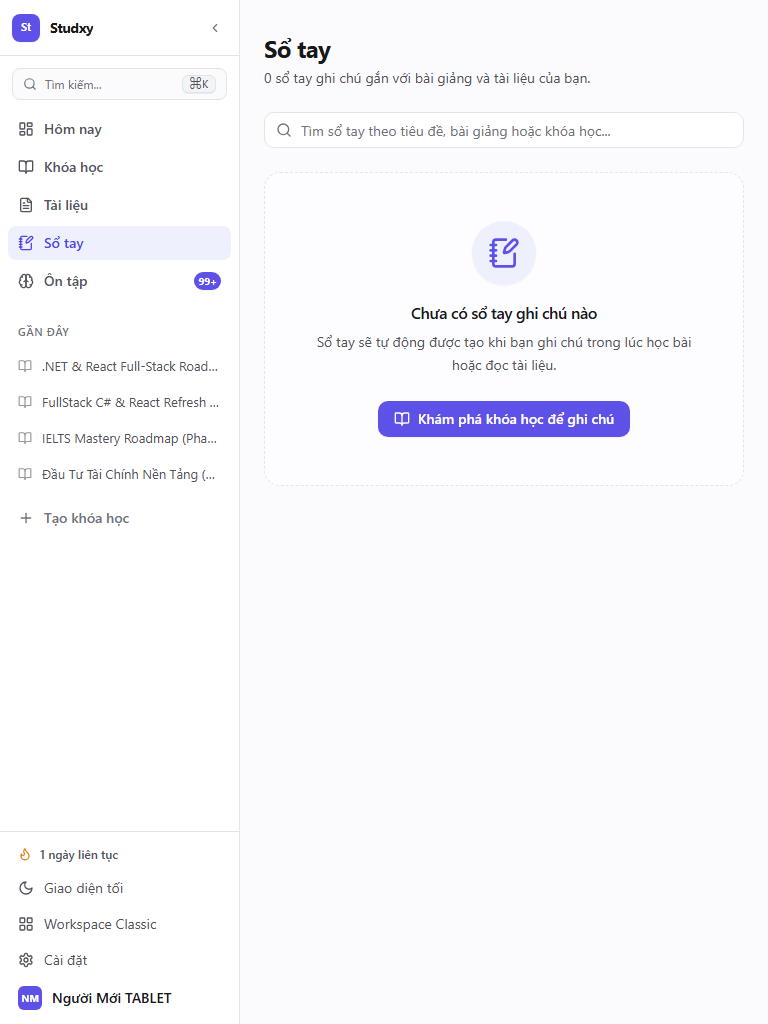 St Studxy
Tìm kiếm... ⌘K
Hôm nay
Khóa học
Tài liệu
Sổ tay
Ôn tập 99+
GẦN ĐÂY
.NET & React Full-Stack Road...
FullStack C# & React Refresh ...
IELTS Mastery Roadmap (Pha...
Đầu Tư Tài Chính Nền Tảng (...
Tạo khóa học
1 ngày liên tục
Giao diện tối
Workspace Classic
Cài đặt
NM Người Mới TABLET
Sổ tay
0 sổ tay ghi chú gắn với bài giảng và tài liệu của bạn.
Tìm sổ tay theo tiêu đề, bài giảng hoặc khóa học...
Chưa có sổ tay ghi chú nào
Sổ tay sẽ tự động được tạo khi bạn ghi chú trong lúc học bài
hoặc đọc tài liệu.
Khám phá khóa học để ghi chú